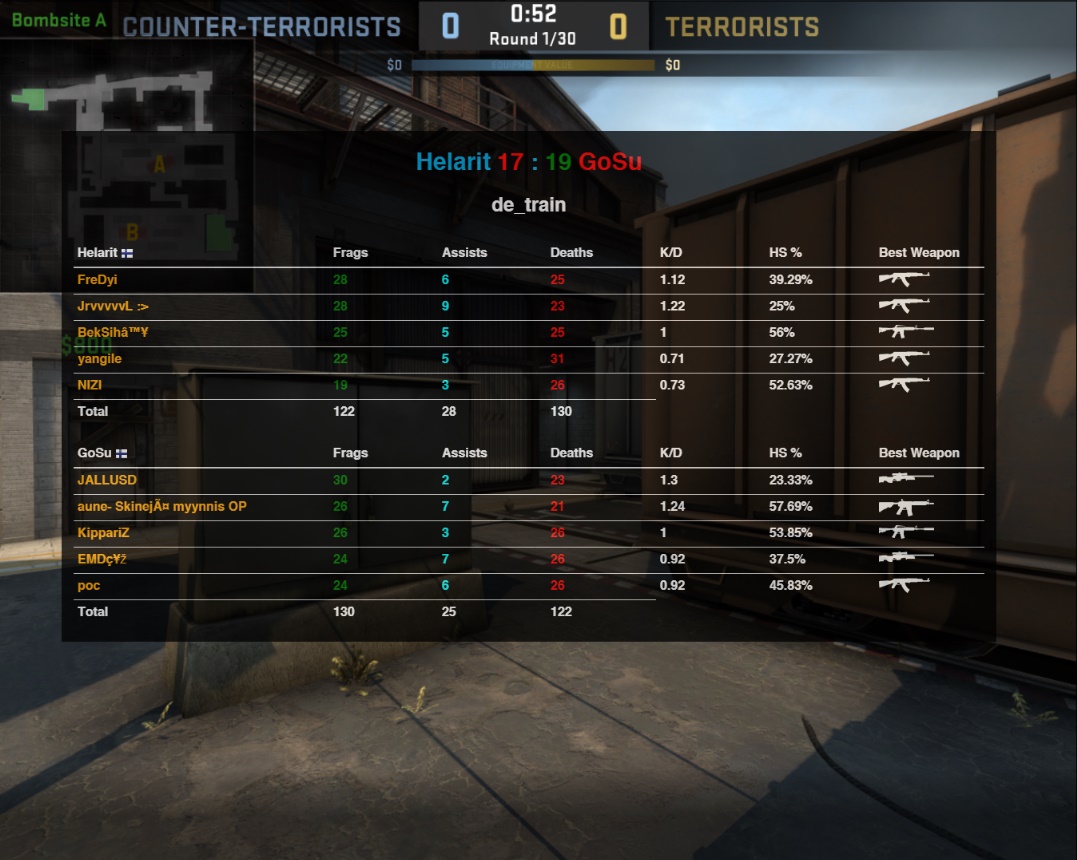 Bombsite A COUNTER-TERRORISTS 0 0:52 0 TERRORISTS
Round 1/30
$0 EQUIPMENT VALUE $0
A
B
Helarit 17 : 19 GoSu
de_train
Helarit Frags Assists Deaths K/D HS % Best Weapon
FreDyi 28 6 25 1.12 39.29%
JrvvvvvL :> 28 9 23 1.22 25%
BekSihâ™¥ 25 5 25 1 56%
$800
yangile 22 5 31 0.71 27.27%
NIZI 19 3 26 0.73 52.63%
Total 122 28 130
GoSu Frags Assists Deaths K/D HS % Best Weapon
JALLUSD 30 2 23 1.3 23.33%
aune- SkinejÃ¤ myynnis OP 26 7 21 1.24 57.69%
KippariZ 26 3 26 1 53.85%
EMDç¥ž 24 7 26 0.92 37.5%
poc 24 6 26 0.92 45.83%
Total 130 25 122